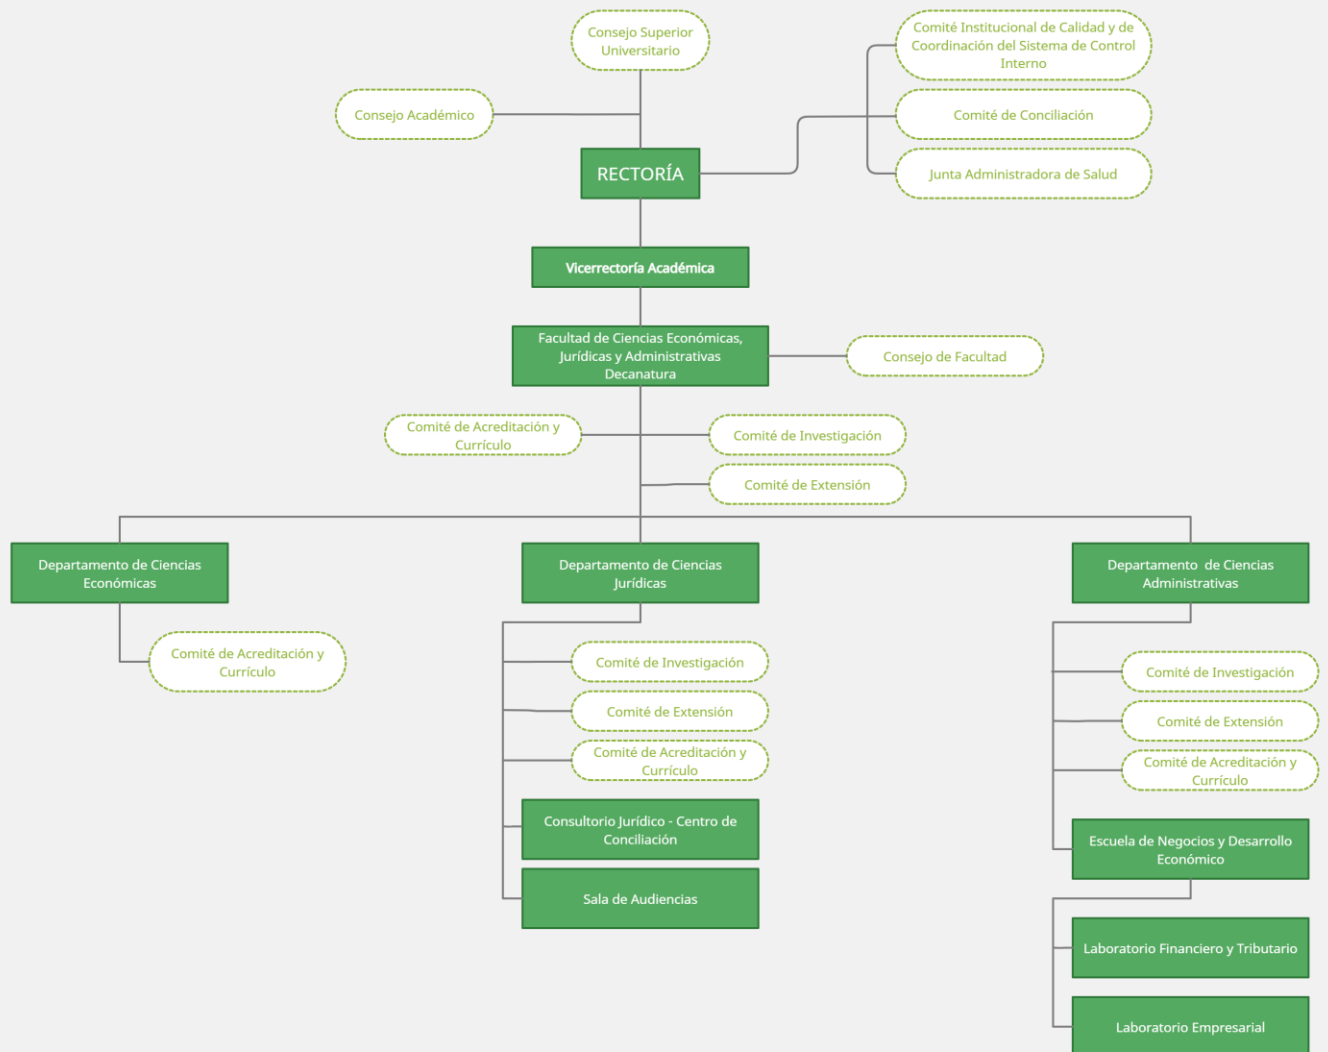 Consejo Superior
Universitario
Comité Institucional de Calidad y de
Coordinación del Sistema de Control
Interno
Consejo Académico
Comité de Conciliación
RECTORÍA
Junta Administradora de Salud
Vicerrectoría Académica
Facultad de Ciencias Económicas,
Jurídicas y Administrativas
Decanatura
Consejo de Facultad
Comité de Acreditación y
Currículo
Comité de Investigación
Comité de Extensión
Departamento de Ciencias
Económicas
Comité de Acreditación y
Currículo
Departamento de Ciencias
Jurídicas
Comité de Investigación
Comité de Extensión
Comité de Acreditación y
Currículo
Consultorio Jurídico - Centro de
Conciliación
Sala de Audiencias
Departamento de Ciencias
Administrativas
Comité de Investigación
Comité de Extensión
Comité de Acreditación y
Currículo
Escuela de Negocios y Desarrollo
Económico
Laboratorio Financiero y Tributario
Laboratorio Empresarial